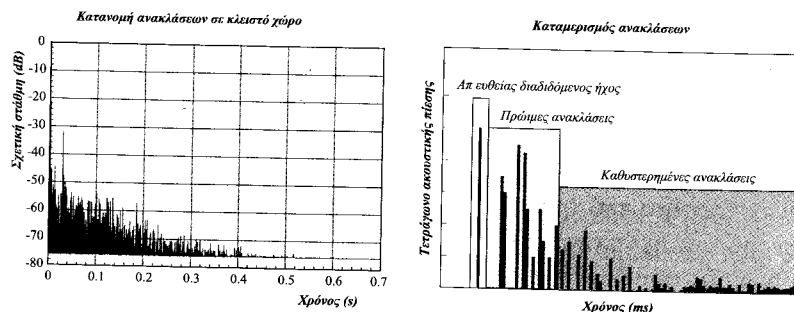 Κατανομή ανακλάσεων σε κλειστό χώρο
Σχετική στάθμη (dB)
0
-10
-20
-30
-40
-50
-60
-70
-80
0
0.1
0.2
0.3
0.4
0.5
0.6
0.7
Χρόνος (s)
Καταμερισμός ανακλάσεων
Τετράγωνο ακουστικής πίεσης
Απ ευθείας διαδιδόμενος ήχος
Πρώιμες ανακλάσεις
Καθυστερημένες ανακλάσεις
Χρόνος (ms)